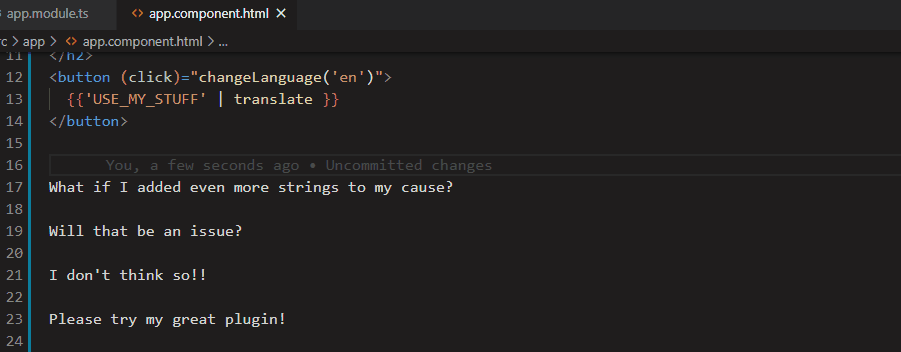 app.module.ts
app.component.html
rc > app > app.component.html > ...
11 </h2>
12 <button (click)="changeLanguage('en')">
13 {{'USE_MY_STUFF' | translate }}
14 </button>
15
16 You, a few seconds ago • Uncommitted changes
17 What if I added even more strings to my cause?
18
19 Will that be an issue?
20
21 I don't think so!!
22
23 Please try my great plugin!
24